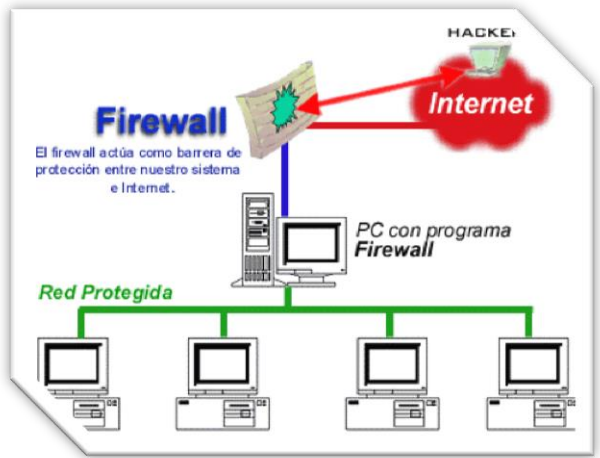 HACKE
Internet
Firewall
El firewall actúa como barrera de
protección entre nuestro sistema
e Internet.
PC con programa
Firewall
Red Protegida